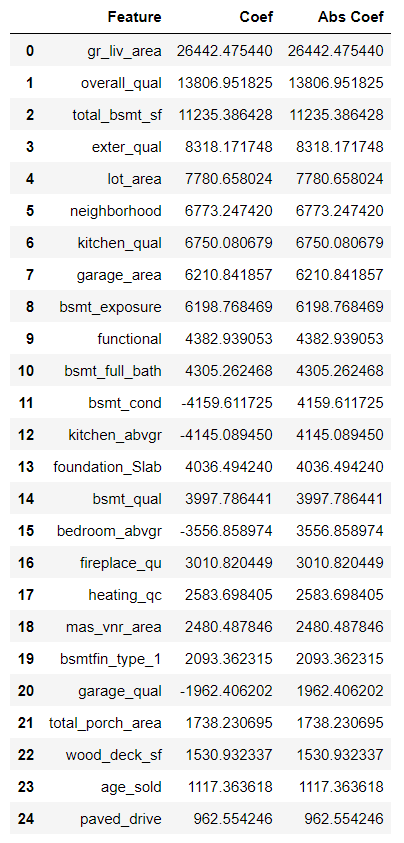 Feature Coef Abs Coef
0 gr_liv_area 26442.475440 26442.475440
1 overall_qual 13806.951825 13806.951825
2 total_bsmt_sf 11235.386428 11235.386428
3 exter_qual 8318.171748 8318.171748
4 lot_area 7780.658024 7780.658024
5 neighborhood 6773.247420 6773.247420
6 kitchen_qual 6750.080679 6750.080679
7 garage_area 6210.841857 6210.841857
8 bsmt_exposure 6198.768469 6198.768469
9 functional 4382.939053 4382.939053
10 bsmt_full_bath 4305.262468 4305.262468
11 bsmt_cond -4159.611725 4159.611725
12 kitchen_abvgr -4145.089450 4145.089450
13 foundation_Slab 4036.494240 4036.494240
14 bsmt_qual 3997.786441 3997.786441
15 bedroom_abvgr -3556.858974 3556.858974
16 fireplace_qu 3010.820449 3010.820449
17 heating_qc 2583.698405 2583.698405
18 mas_vnr_area 2480.487846 2480.487846
19 bsmtfin_type_1 2093.362315 2093.362315
20 garage_qual -1962.406202 1962.406202
21 total_porch_area 1738.230695 1738.230695
22 wood_deck_sf 1530.932337 1530.932337
23 age_sold 1117.363618 1117.363618
24 paved_drive 962.554246 962.554246